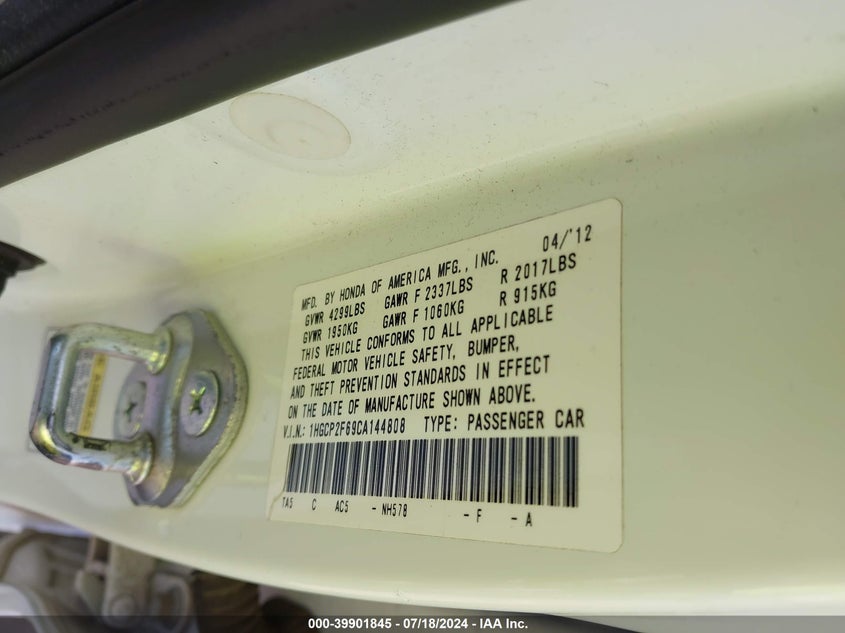 MFD. BY HONDA OF AMERICA MFG., INC. 04/'12
GVWR 4299LBS GAWR F 2337LBS R 2017LBS
GVWR 1950KG GAWR F 1060KG R 915KG
THIS VEHICLE CONFORMS TO ALL APPLICABLE
FEDERAL MOTOR VEHICLE SAFETY, BUMPER,
AND THEFT PREVENTION STANDARDS IN EFFECT
ON THE DATE OF MANUFACTURE SHOWN ABOVE.
V.I.N.: 1HGCP2F69CA144808 TYPE: PASSENGER CAR
TA5 C AC5 - NH578 - F - A
000-39901845 / 07/18/2024 - IAA Inc.